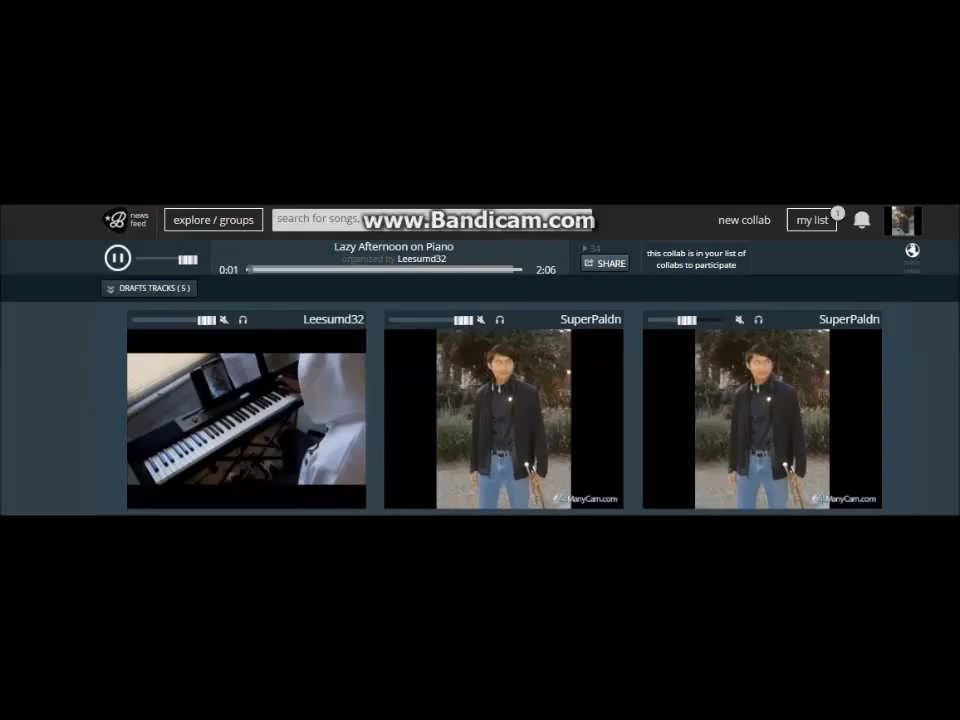 news
feed
explore / groups
search for songs,
www.Bandicam.com
new collab
my list
1
Lazy Afternoon on Piano
organized by Leesumd32
0:01
2:06
34
SHARE
this collab is in your list of
collabs to participate
DRAFTS TRACKS ( 5 )
Leesumd32
SuperPaldn
SuperPaldn
ManyCam.com
ManyCam.com